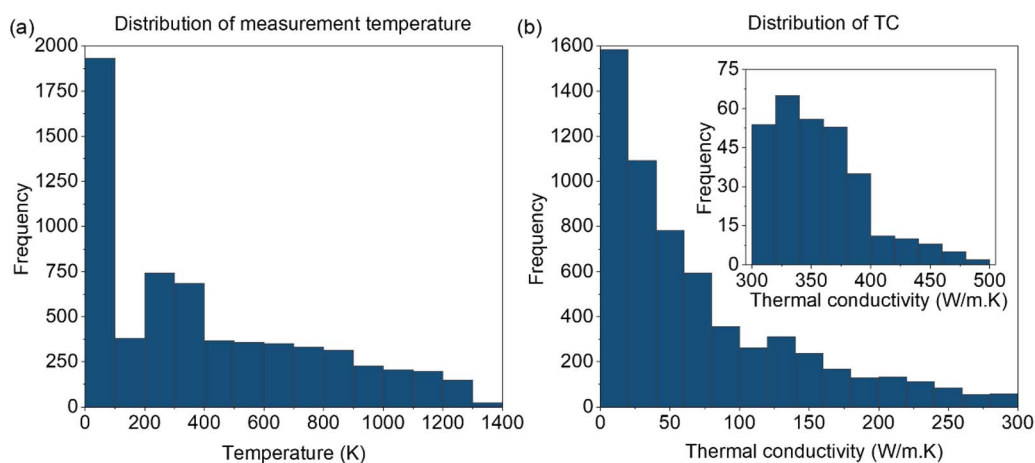 (a)
Distribution of measurement temperature
2000
1750
1500
1250
1000
750
500
250
0
Frequency
0 200 400 600 800 1000 1200 1400
Temperature (K)
(b)
Distribution of TC
1600
1400
1200
1000
800
600
400
200
0
Frequency
0 50 100 150 200 250 300
Thermal conductivity (W/m.K)
75
60
45
30
15
0
Frequency
300 350 400 450 500
Thermal conductivity (W/m.K)